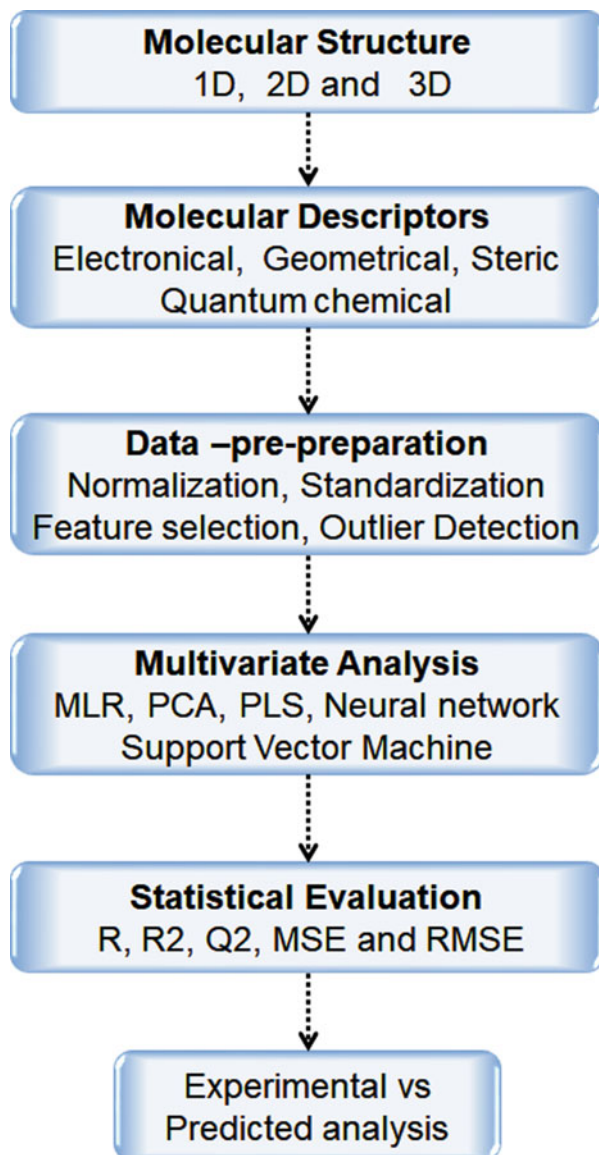 Molecular Structure
1D, 2D and 3D
Molecular Descriptors
Electronical, Geometrical, Steric
Quantum chemical
Data –pre-preparation
Normalization, Standardization
Feature selection, Outlier Detection
Multivariate Analysis
MLR, PCA, PLS, Neural network
Support Vector Machine
Statistical Evaluation
R, R2, Q2, MSE and RMSE
Experimental vs
Predicted analysis